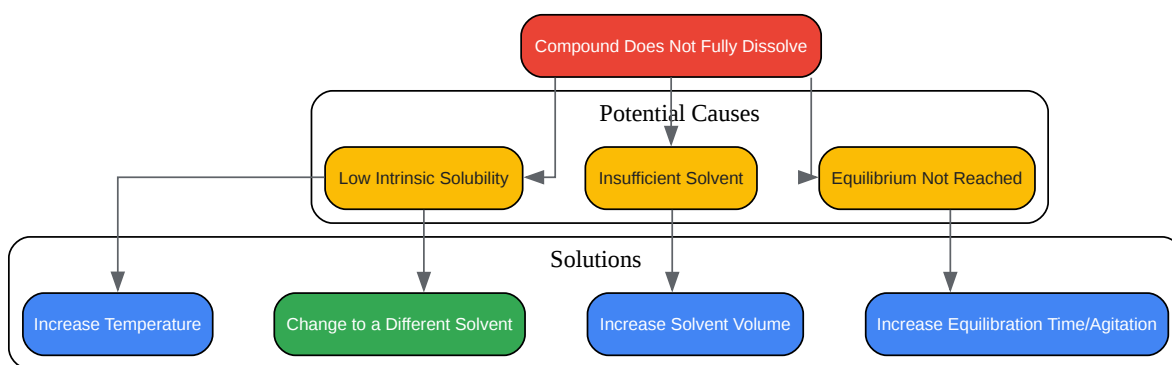 Compound Does Not Fully Dissolve
Potential Causes
Low Intrinsic Solubility
Insufficient Solvent
Equilibrium Not Reached
Solutions
Increase Temperature
Change to a Different Solvent
Increase Solvent Volume
Increase Equilibration Time/Agitation